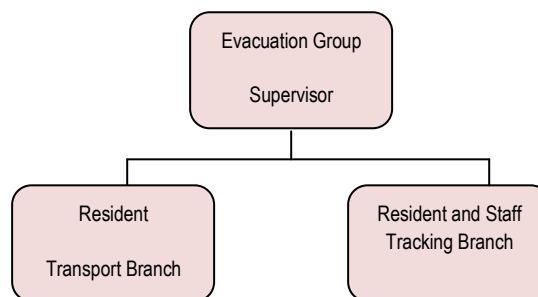 Evacuation Group
Supervisor
Resident
Transport Branch
Resident and Staff
Tracking Branch